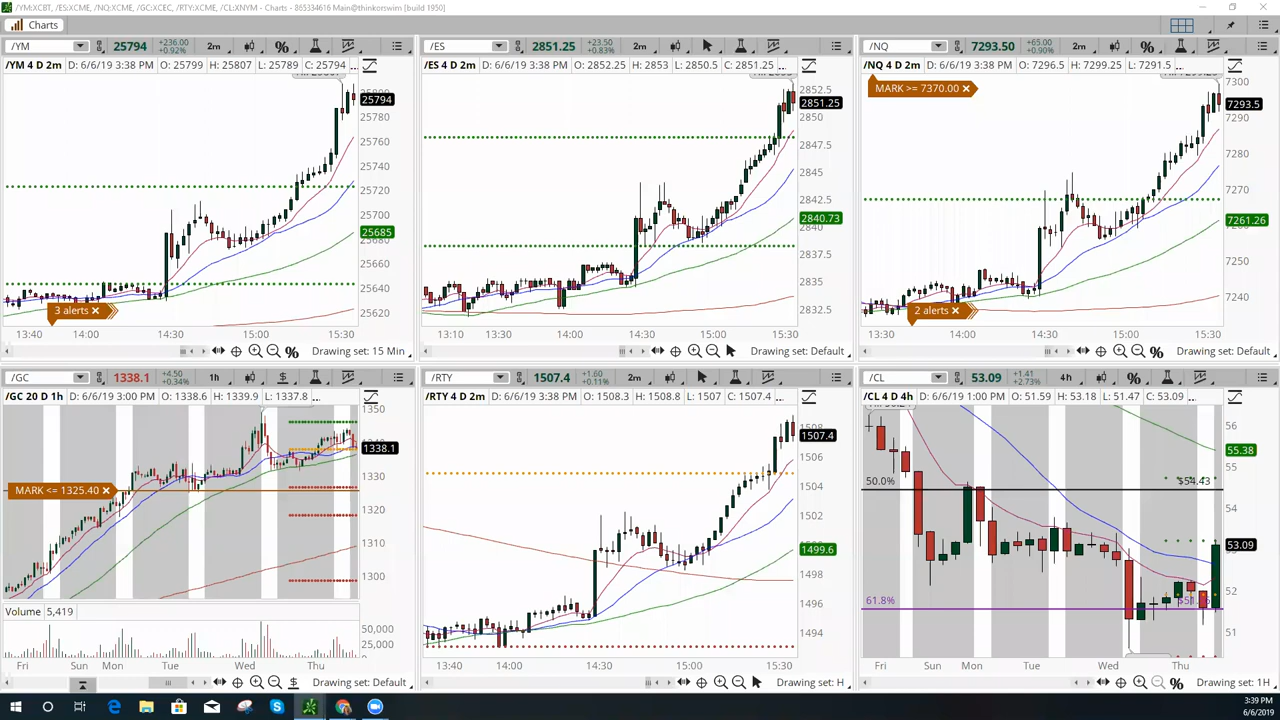 /YM:XCBT, /ES:XCME, /NQ:XCME, /GC:XCEC, /RTY:XCME, /CL:XNYM - Charts - 865334616 Main@thinkorswim [build 1950]
Charts
/YM 25794 +236.00 +0.92% 2m %
/YM 4 D 2m D: 6/6/19 3:38 PM O: 25799 H: 25807 L: 25789 C: 25794 ...
25794
25780
25760
25740
25720
25700
25685
25660
25640
25620
3 alerts
13:40 14:00 14:30 15:00 15:30
Drawing set: 15 Min
/ES 2851.25 +23.50 +0.83% 2m
/ES 4 D 2m D: 6/6/19 3:38 PM O: 2852.25 H: 2853 L: 2850.5 C: 2851.25 ...
2852.5
2851.25
2850
2847.5
2845
2842.5
2840.73
2840
2837.5
2835
2832.5
13:10 13:30 14:00 14:30 15:00 15:30
Drawing set: Default
/NQ 7293.50 +65.00 +0.90% 2m %
/NQ 4 D 2m D: 6/6/19 3:38 PM O: 7296.5 H: 7299.25 L: 7291.5 ...
MARK >= 7370.00
7300
7293.5
7290
7280
7270
7261.26
7250
7240
2 alerts
13:30 14:00 14:30 15:00 15:30
Drawing set: Default
/GC 1338.1 +4.50 +0.34% 1h $
/GC 20 D 1h D: 6/6/19 3:00 PM O: 1338.6 H: 1339.9 L: 1337.8 ...
1350
1338.1
1330
1320
1310
1300
MARK <= 1325.40
Volume 5,419
50,000
25,000
Fri Sun Mon Tue Wed Thu
Drawing set: Default
/RTY 1507.4 +1.60 +0.11% 2m
/RTY 4 D 2m D: 6/6/19 3:38 PM O: 1508.3 H: 1508.8 L: 1507 C: 1507.4 ...
1507.4
1506
1504
1502
1499.6
1498
1496
1494
13:40 14:00 14:30 15:00 15:30
Drawing set: H
/CL 53.09 +1.41 +2.73% 4h %
/CL 4 D 4h D: 6/6/19 1:00 PM O: 51.59 H: 53.18 L: 51.47 C: 53.09 ...
56
55.38
55
50.0% $54.43
54
53.09
52
61.8%
51
Fri Sun Mon Tue Wed Thu
Drawing set: 1H
3:39 PM
6/6/2019